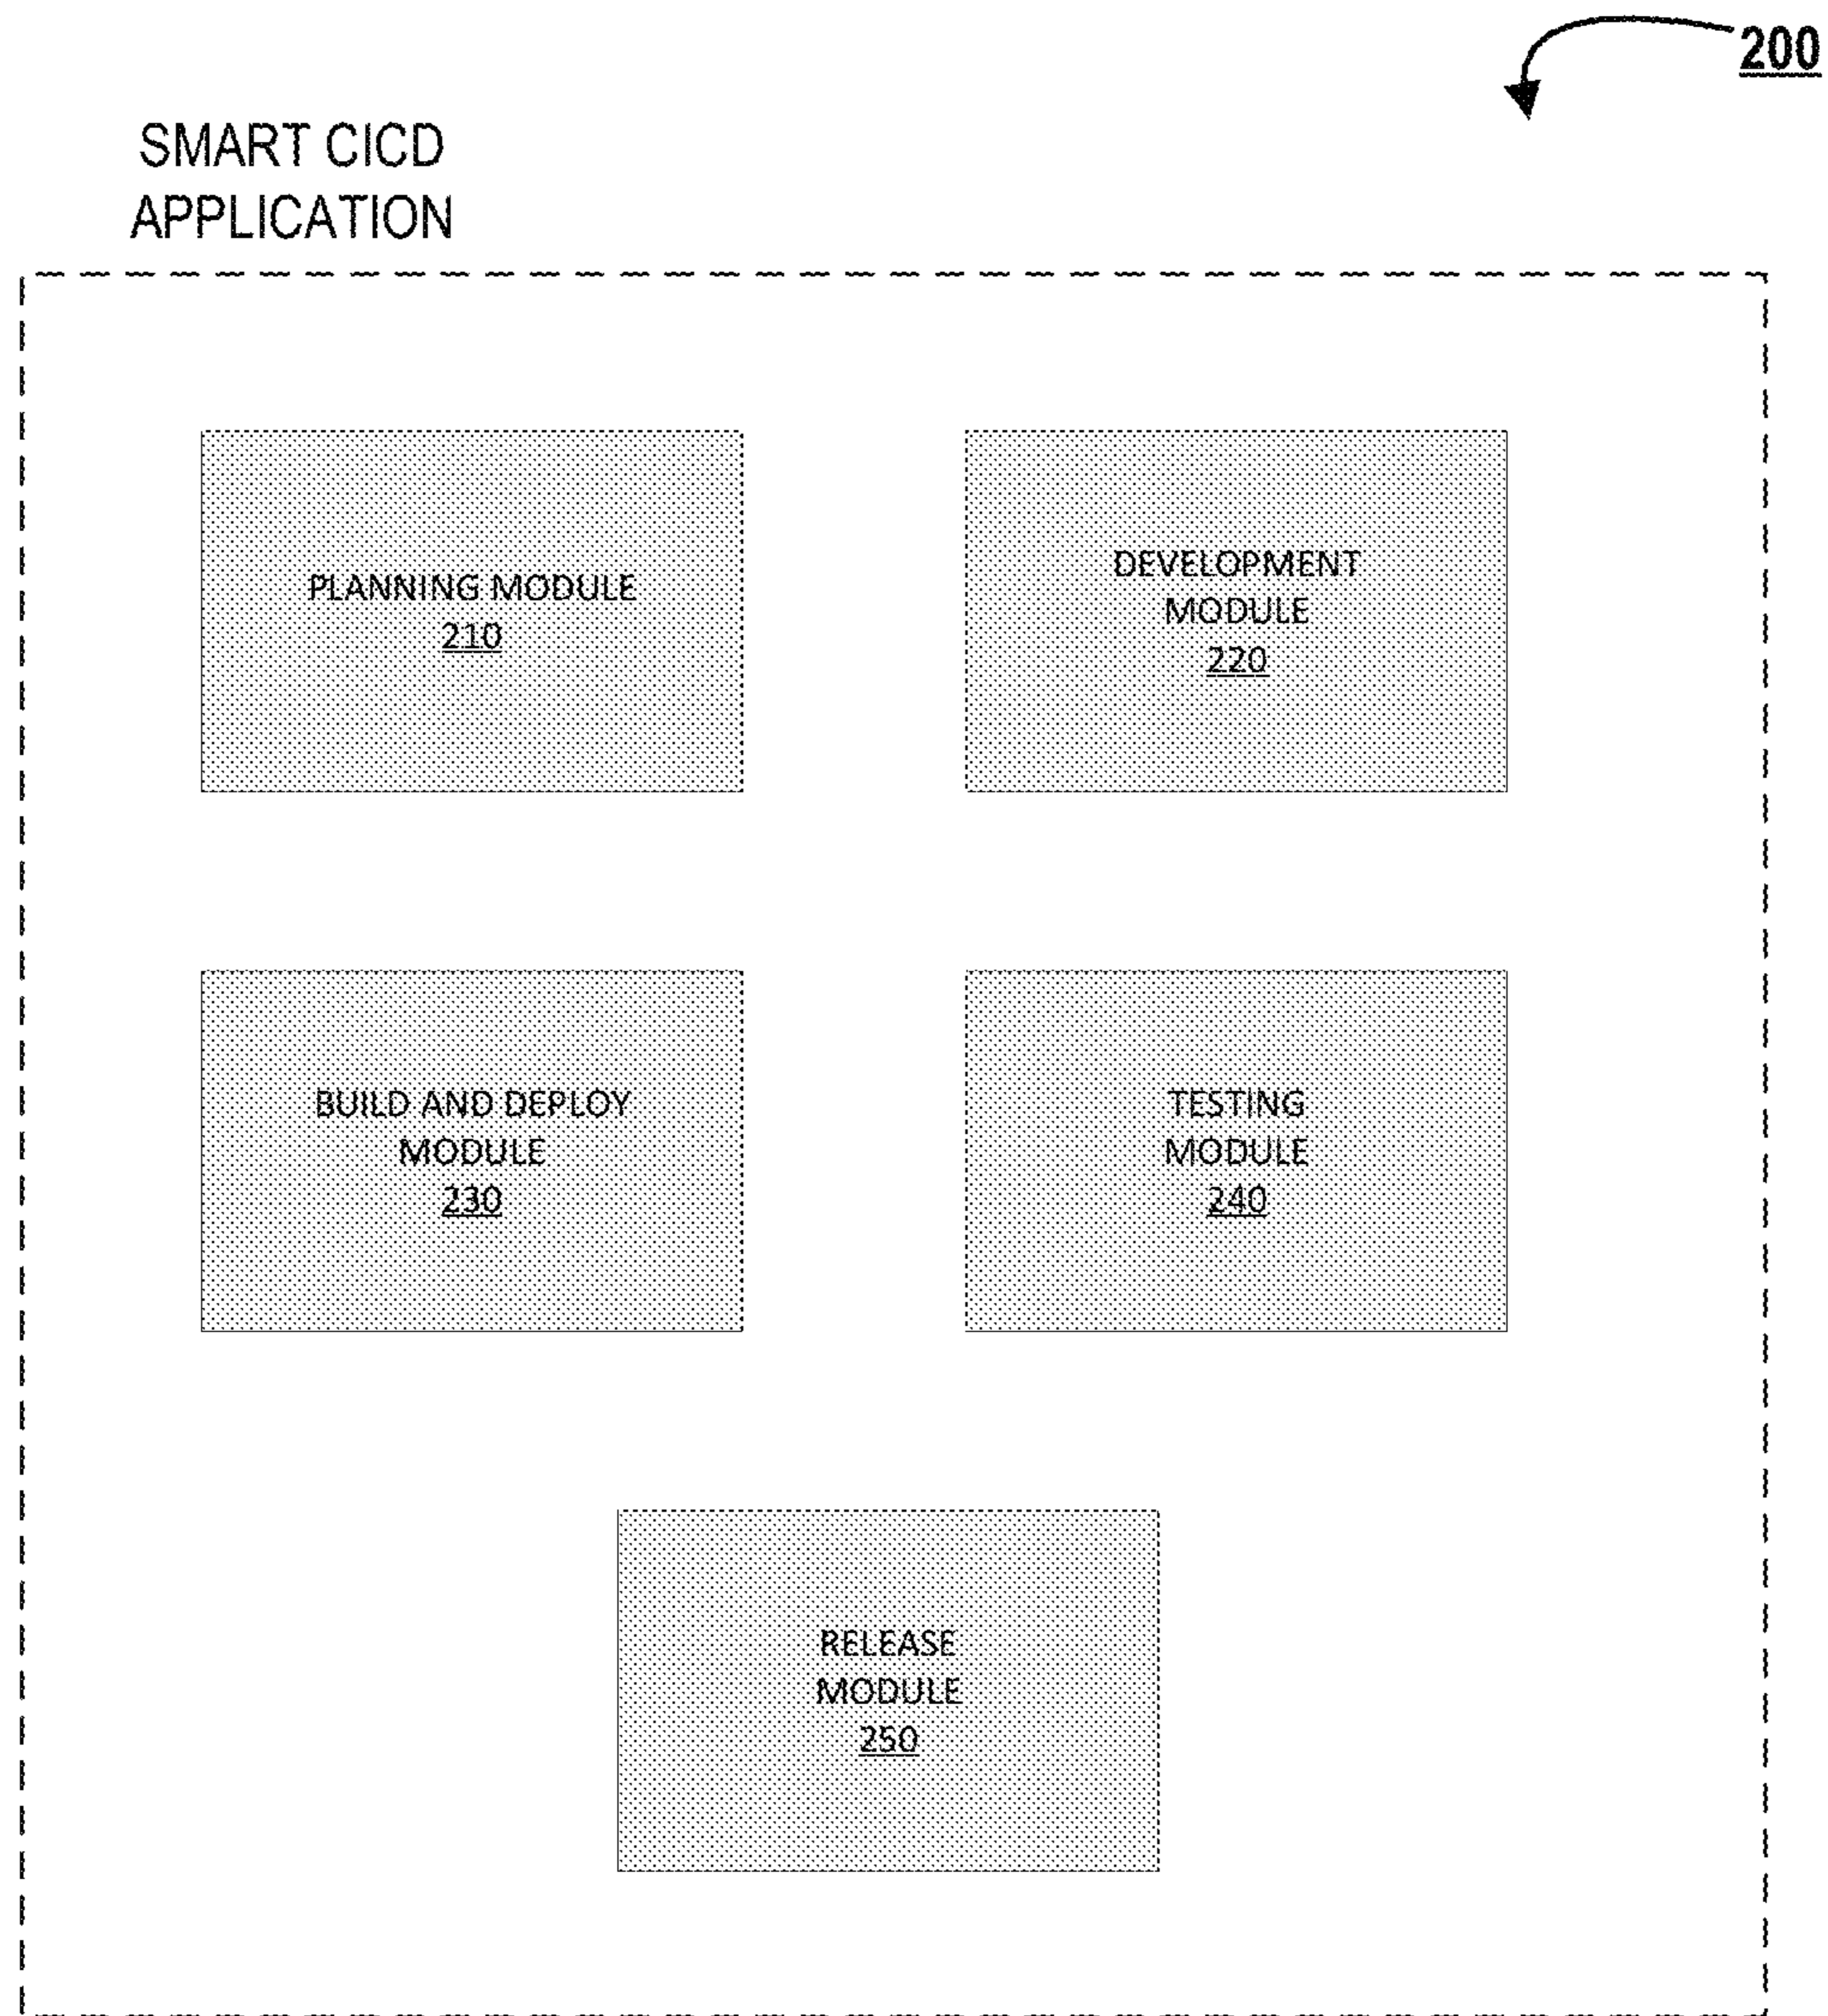 200
SMART CICD
APPLICATION
PLANNING MODULE
210
DEVELOPMENT
MODULE
220
BUILD AND DEPLOY
MODULE
230
TESTING
MODULE
240
RELEASE
MODULE
250